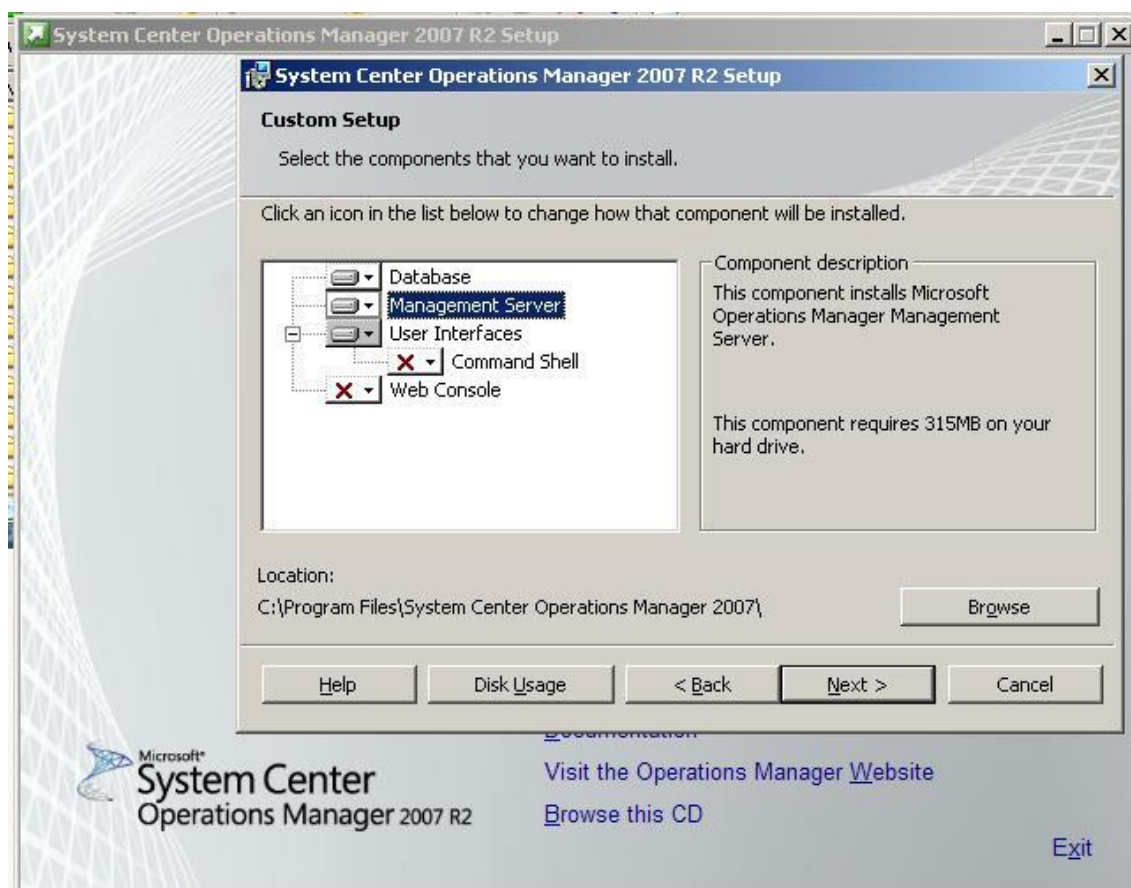 System Center Operations Manager 2007 R2 Setup
System Center Operations Manager 2007 R2 Setup
Custom Setup
Select the components that you want to install.
Click an icon in the list below to change how that component will be installed.
Database
Management Server
User Interfaces
Command Shell
Web Console
Component description
This component installs Microsoft
Operations Manager Management
Server.
This component requires 315MB on your
hard drive.
Location:
C:\Program Files\System Center Operations Manager 2007\
Browse
Help
Disk Usage
< Back
Next >
Cancel
Documentation
Microsoft®
System Center
Operations Manager 2007 R2
Visit the Operations Manager Website
Browse this CD
Exit